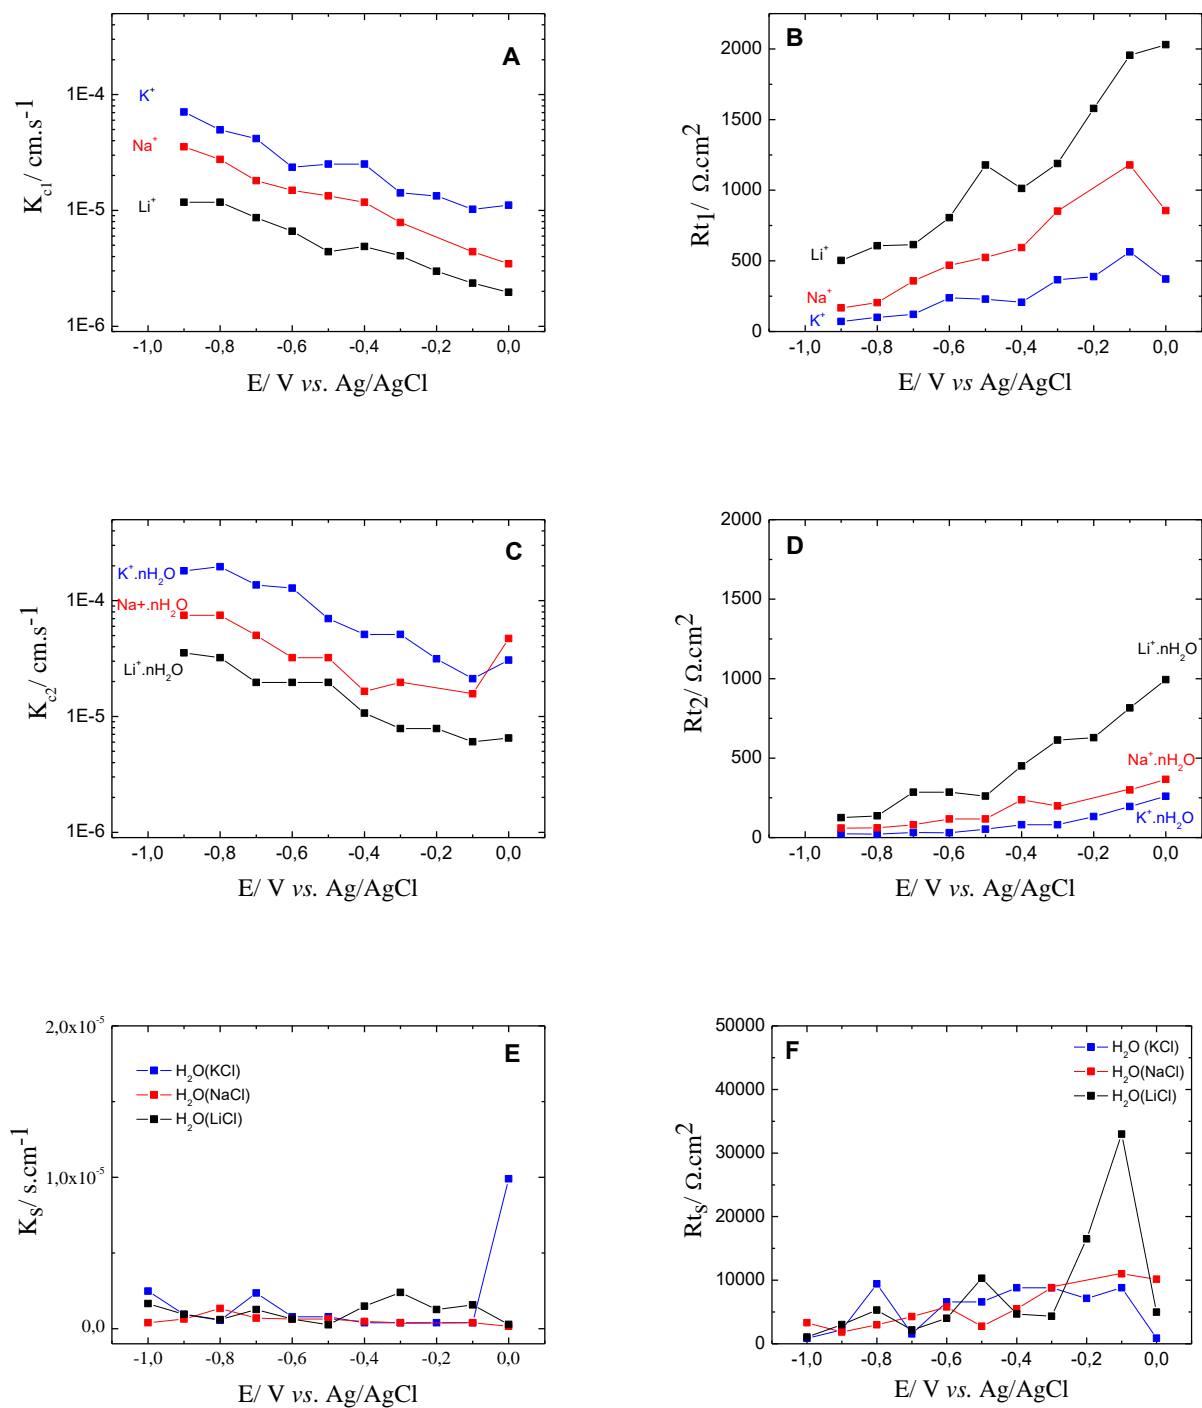 A
1E-4
1E-5
1E-6
K⁺
Na⁺
Li⁺
K_c1/ cm.s⁻¹
-1,0 -0,8 -0,6 -0,4 -0,2 0,0
E/ V vs. Ag/AgCl
B
2000
1500
1000
500
0
Li⁺
Na⁺
K⁺
Rt₁/ Ω.cm²
-1,0 -0,8 -0,6 -0,4 -0,2 0,0
E/ V vs Ag/AgCl
C
1E-4
1E-5
1E-6
K⁺.nH₂O
Na+.nH₂O
Li⁺.nH₂O
K_c2/ cm.s⁻¹
-1,0 -0,8 -0,6 -0,4 -0,2 0,0
E/ V vs. Ag/AgCl
D
2000
1500
1000
500
0
Li⁺.nH₂O
Na⁺.nH₂O
K⁺.nH₂O
Rt₂/ Ω.cm²
-1,0 -0,8 -0,6 -0,4 -0,2 0,0
E/ V vs. Ag/AgCl
E
2,0x10⁻⁵
1,0x10⁻⁵
0,0
H₂O(KCl)
H₂O(NaCl)
H₂O(LiCl)
K_S/ s.cm⁻¹
-1,0 -0,8 -0,6 -0,4 -0,2 0,0
E/ V vs. Ag/AgCl
F
50000
40000
30000
20000
10000
0
H₂O (KCl)
H₂O(NaCl)
H₂O(LiCl)
Rt_S/ Ω.cm²
-1,0 -0,8 -0,6 -0,4 -0,2 0,0
E/ V vs. Ag/AgCl